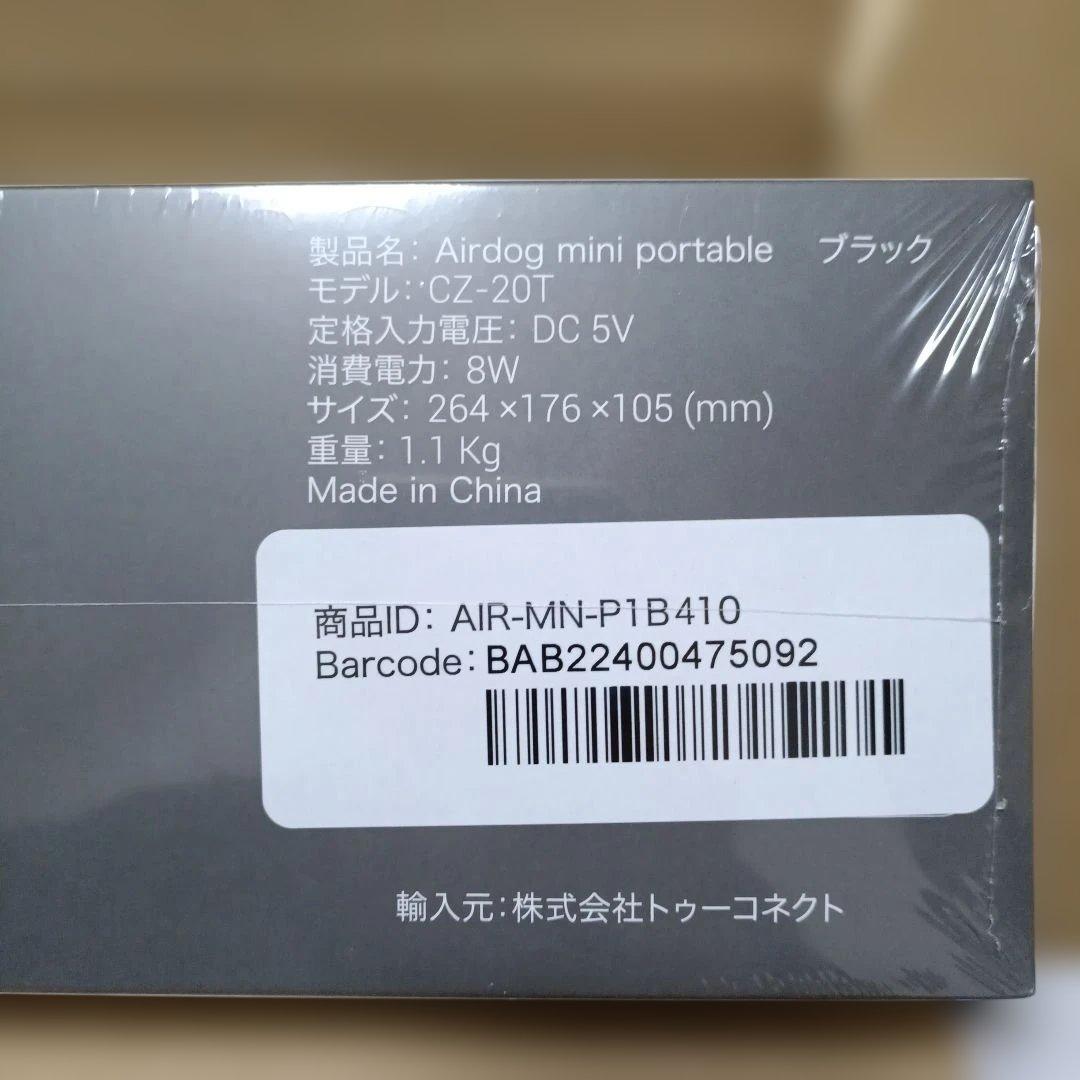 製品名: Airdog mini portable ブラック
モデル: CZ-20T
定格入力電圧: DC 5V
消費電力: 8W
サイズ: 264 ×176 ×105 (mm)
重量: 1.1 Kg
Made in China
商品ID: AIR-MN-P1B410
Barcode: BAB22400475092
輸入元:株式会社トゥーコネクト